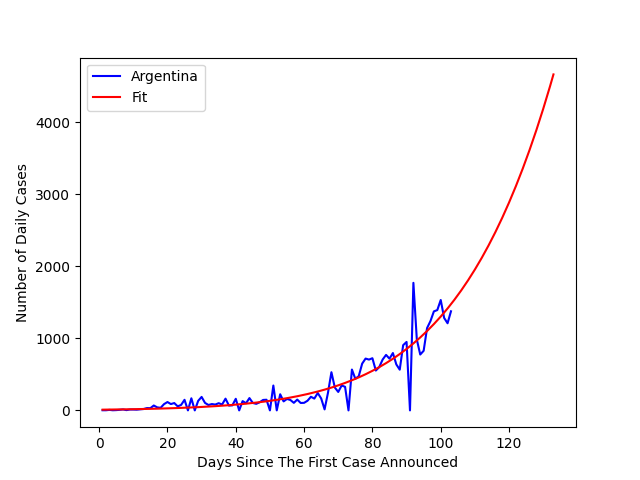 Argentina
Fit
Number of Daily Cases
4000
3000
2000
1000
0
0 20 40 60 80 100 120
Days Since The First Case Announced